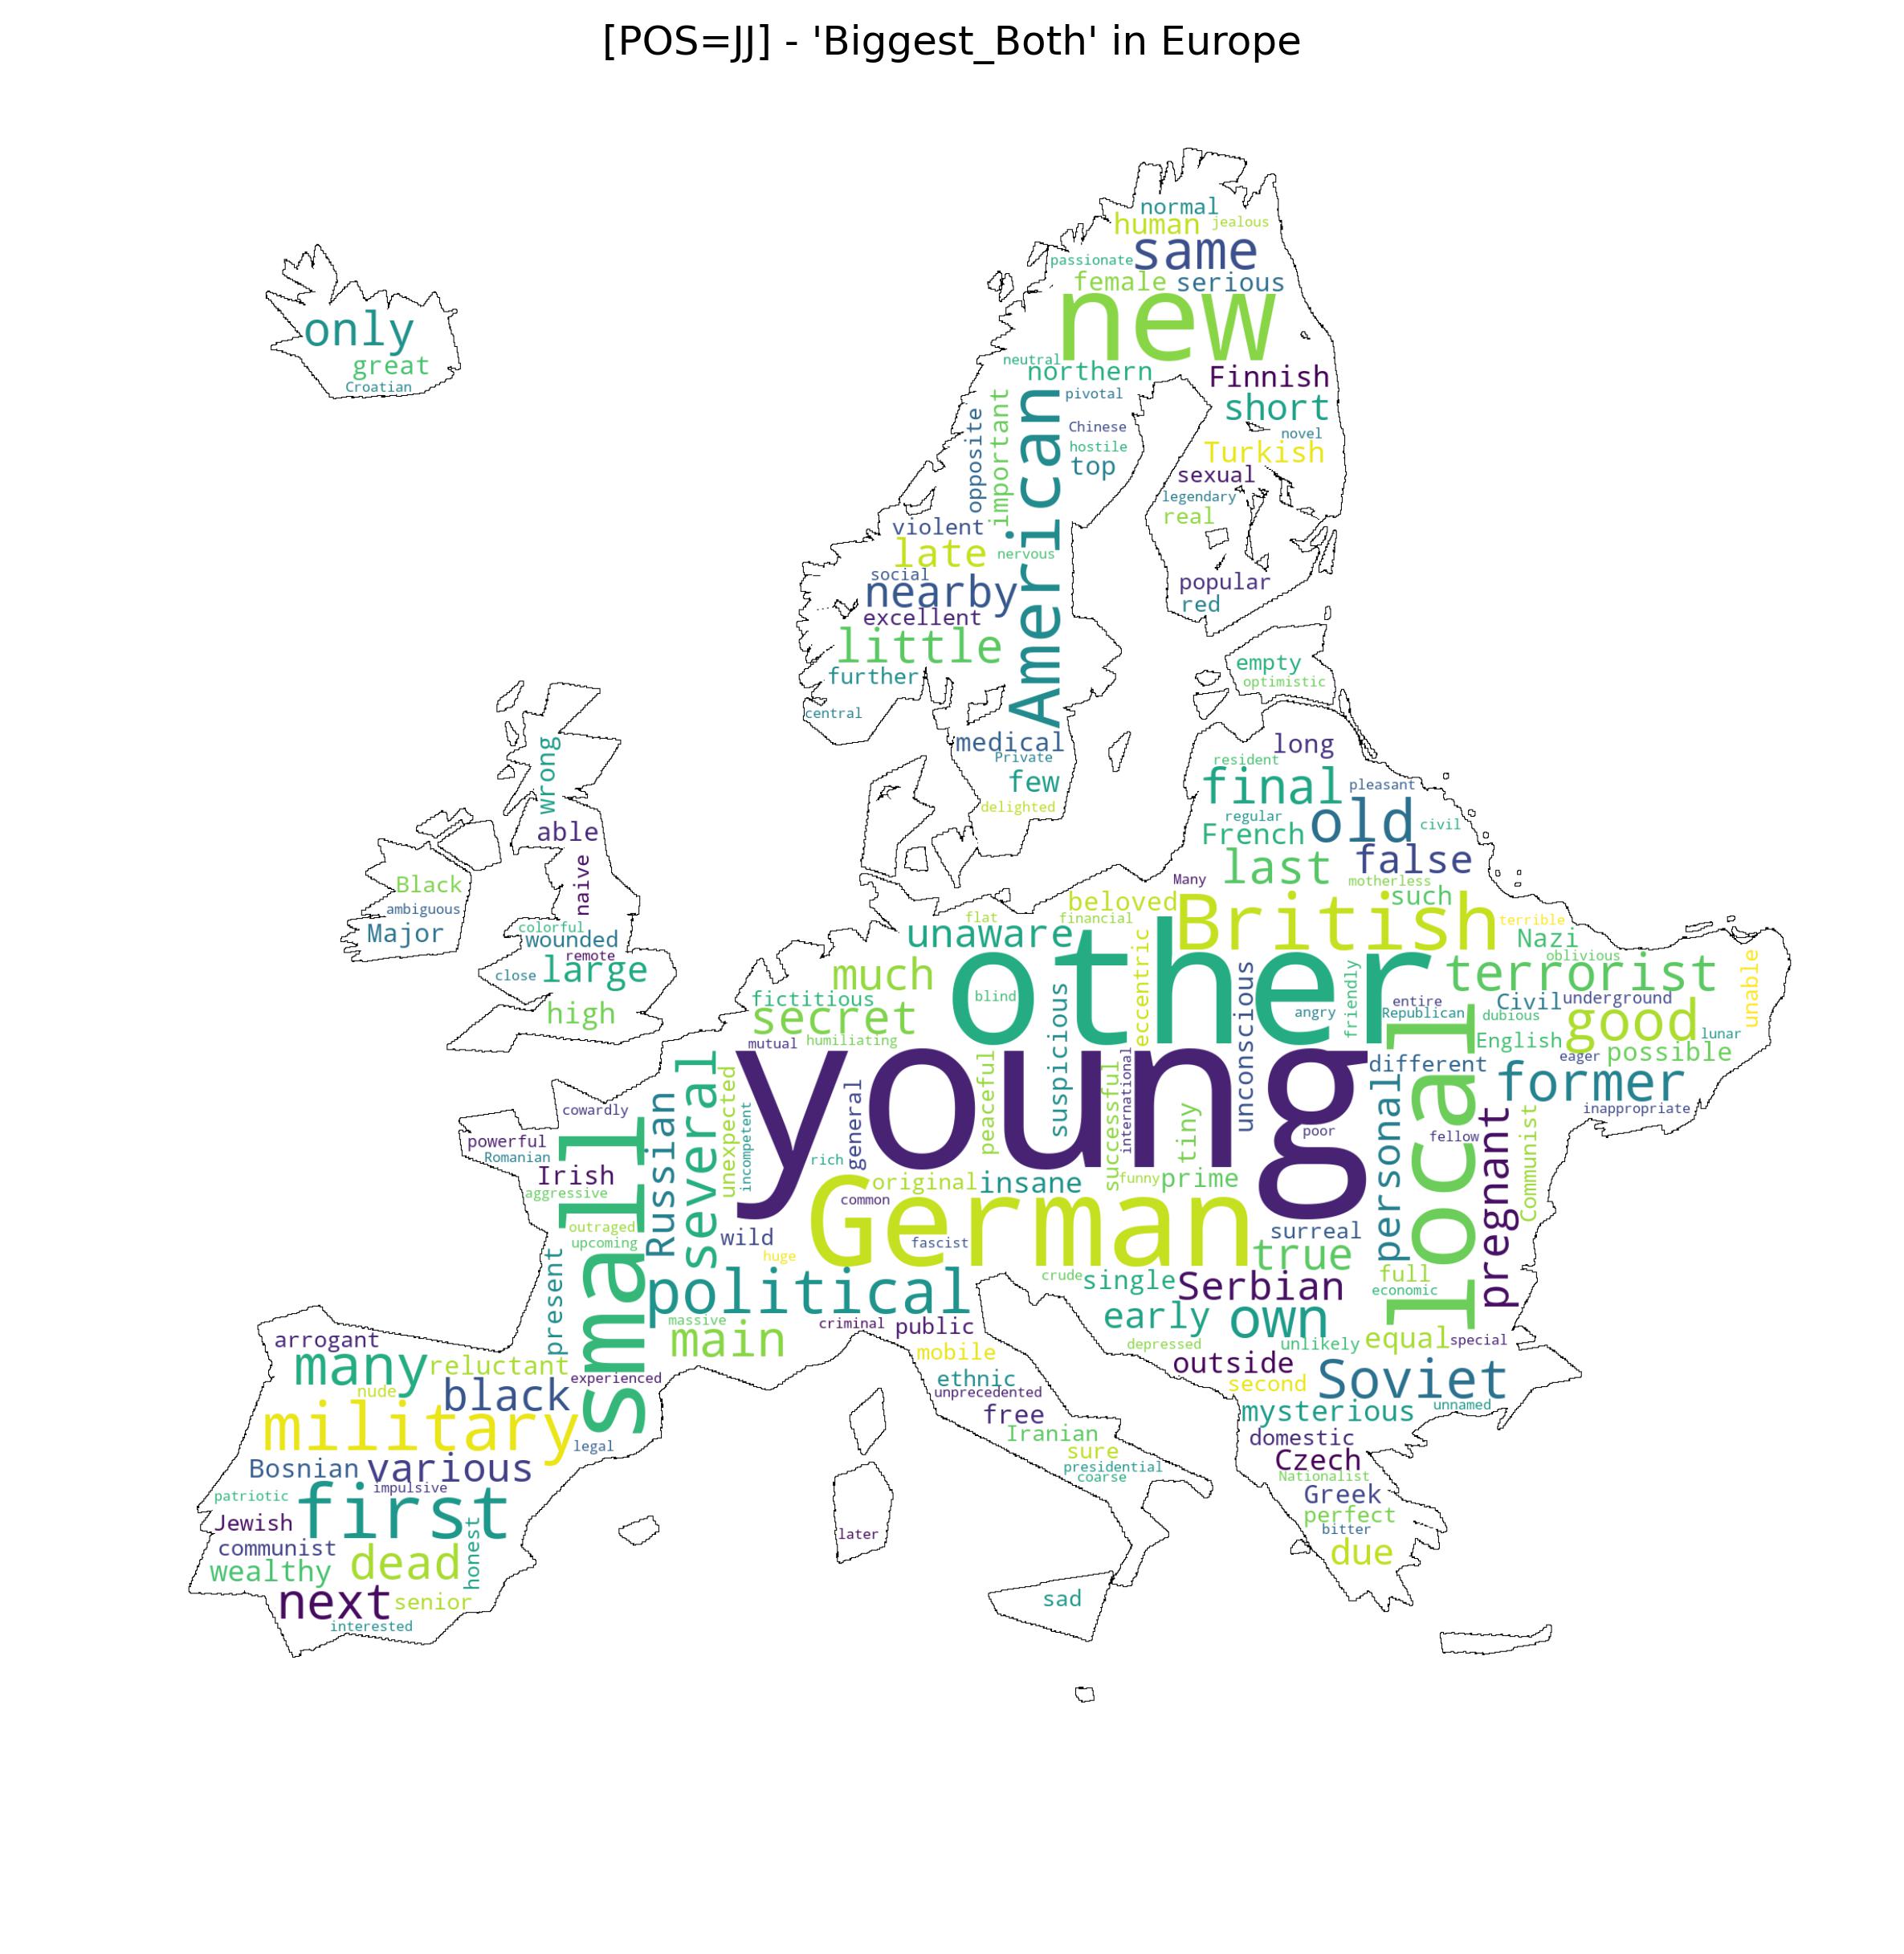 [POS=JJ] - 'Biggest_Both' in Europe
normal
human
jealous
same
passionate
female
serious
new
only
great
Croatian
neutral
northern
Finnish
pivotal
short
important
American
opposite
Chinese
novel
hostile
Turkish
top
sexual
legendary
real
violent
late
nervous
social
nearby
popular
excellent
red
little
further
empty
optimistic
central
medical
Private
few
delighted
long
resident
final
pleasant
regular
old
civil
French
last
false
motherless
such
Many
wrong
able
naive
Black
ambiguous
Major
colorful
wounded
remote
close
large
high
beloved
British
terrible
flat
financial
unaware
other
Nazi
oblivious
much
terrorist
unable
fictitious
blind
eccentric
suspicious
unconscious
friendly
entire
Civil
underground
secret
angry
Republican
dubious
good
mutual
humiliating
English
lunar
young
local
different
eager
possible
several
former
inappropriate
cowardly
unexpected
general
peaceful
successful
international
tiny
poor
personal
fellow
pregnant
Communist
powerful
Romanian
Irish
aggressive
small
Russian
incompetent
rich
original
insane
funny
prime
common
German
outraged
upcoming
wild
huge
fascist
surreal
true
present
political
crude
single
Serbian
full
economic
massive
criminal
public
early
own
main
depressed
unlikely
equal
special
arrogant
many
reluctant
experienced
mobile
ethnic
unprecedented
outside
second
Soviet
nude
black
free
mysterious
unnamed
military
Iranian
sure
domestic
legal
Bosnian
various
presidential
coarse
Czech
Nationalist
impulsive
patriotic
first
Greek
perfect
Jewish
bitter
later
communist
honest
dead
due
wealthy
next
senior
sad
interested